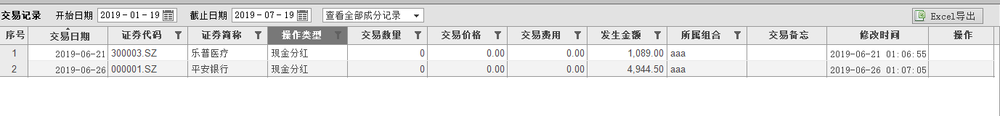 交易记录 开始日期 2019-01-19 截止日期 2019-07-19 查看全部成分记录 Excel导出
序号 交易日期 证券代码 证券简称 操作类型 交易数量 交易价格 交易费用 发生金额 所属组合 交易备忘 修改时间 操作
1 2019-06-21 300003.SZ 乐普医疗 现金分红 0 0.00 0.00 1,089.00 aaa 2019-06-21 01:06:55
2 2019-06-26 000001.SZ 平安银行 现金分红 0 0.00 0.00 4,944.50 aaa 2019-06-26 01:07:05